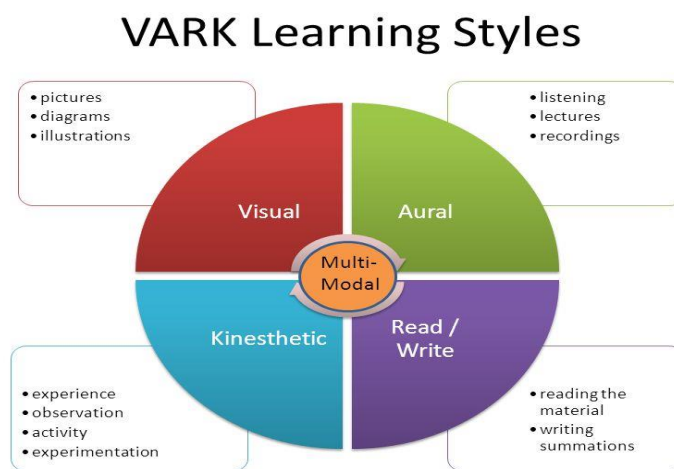 VARK Learning Styles
• pictures
• diagrams
• illustrations
• listening
• lectures
• recordings
Visual
Aural
Multi-
Modal
Kinesthetic
Read /
Write
• experience
• observation
• activity
• experimentation
• reading the
material
• writing
summations